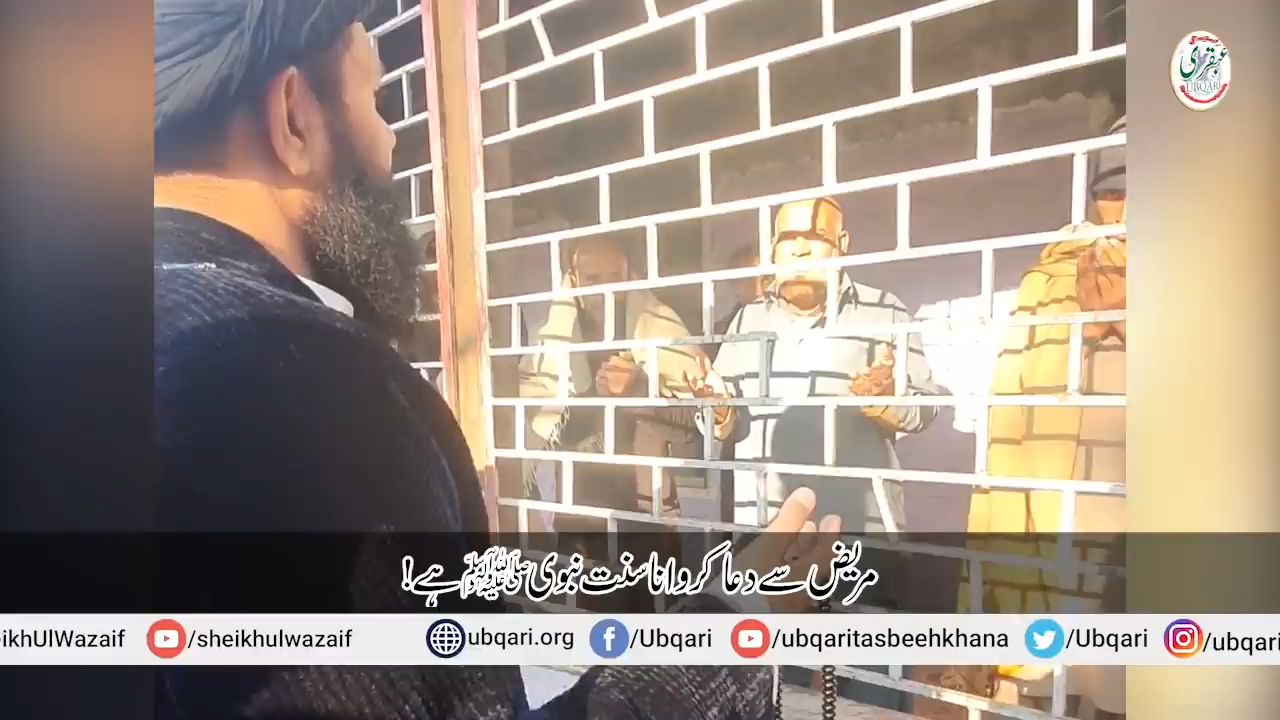 عبقری
UBQARI
مریض سے دعا کروانا سنت نبوی ﷺ ہے!
ikhUlWazaif /sheikhulwazaif ubqari.org /Ubqari /ubqaritasbeehkhana /Ubqari /ubqari